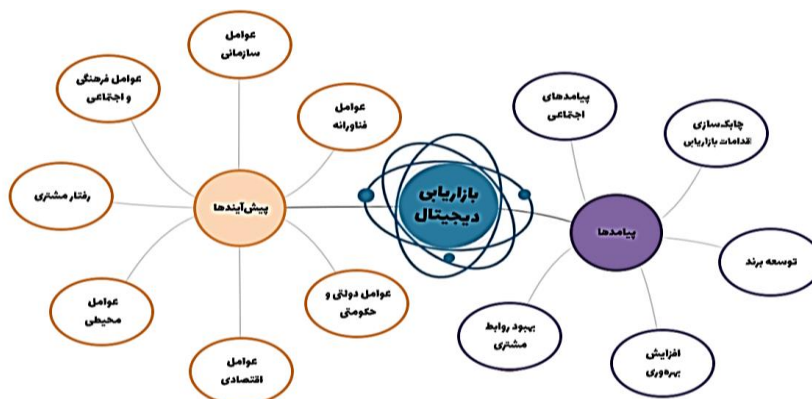 عوامل
سازمانی
عوامل فرهنگی
و اجتماعی
عوامل
فناورانه
رفتار مشتری
پیش‌آیندها
عوامل
محیطی
عوامل دولتی و
حکومتی
عوامل
اقتصادی
بازاریابی
دیجیتال
پیامدهای
اجتماعی
چابک‌سازی
اقدامات بازاریابی
پیامدها
توسعه برند
بهبود روابط
مشتری
افزایش
بهره‌وری